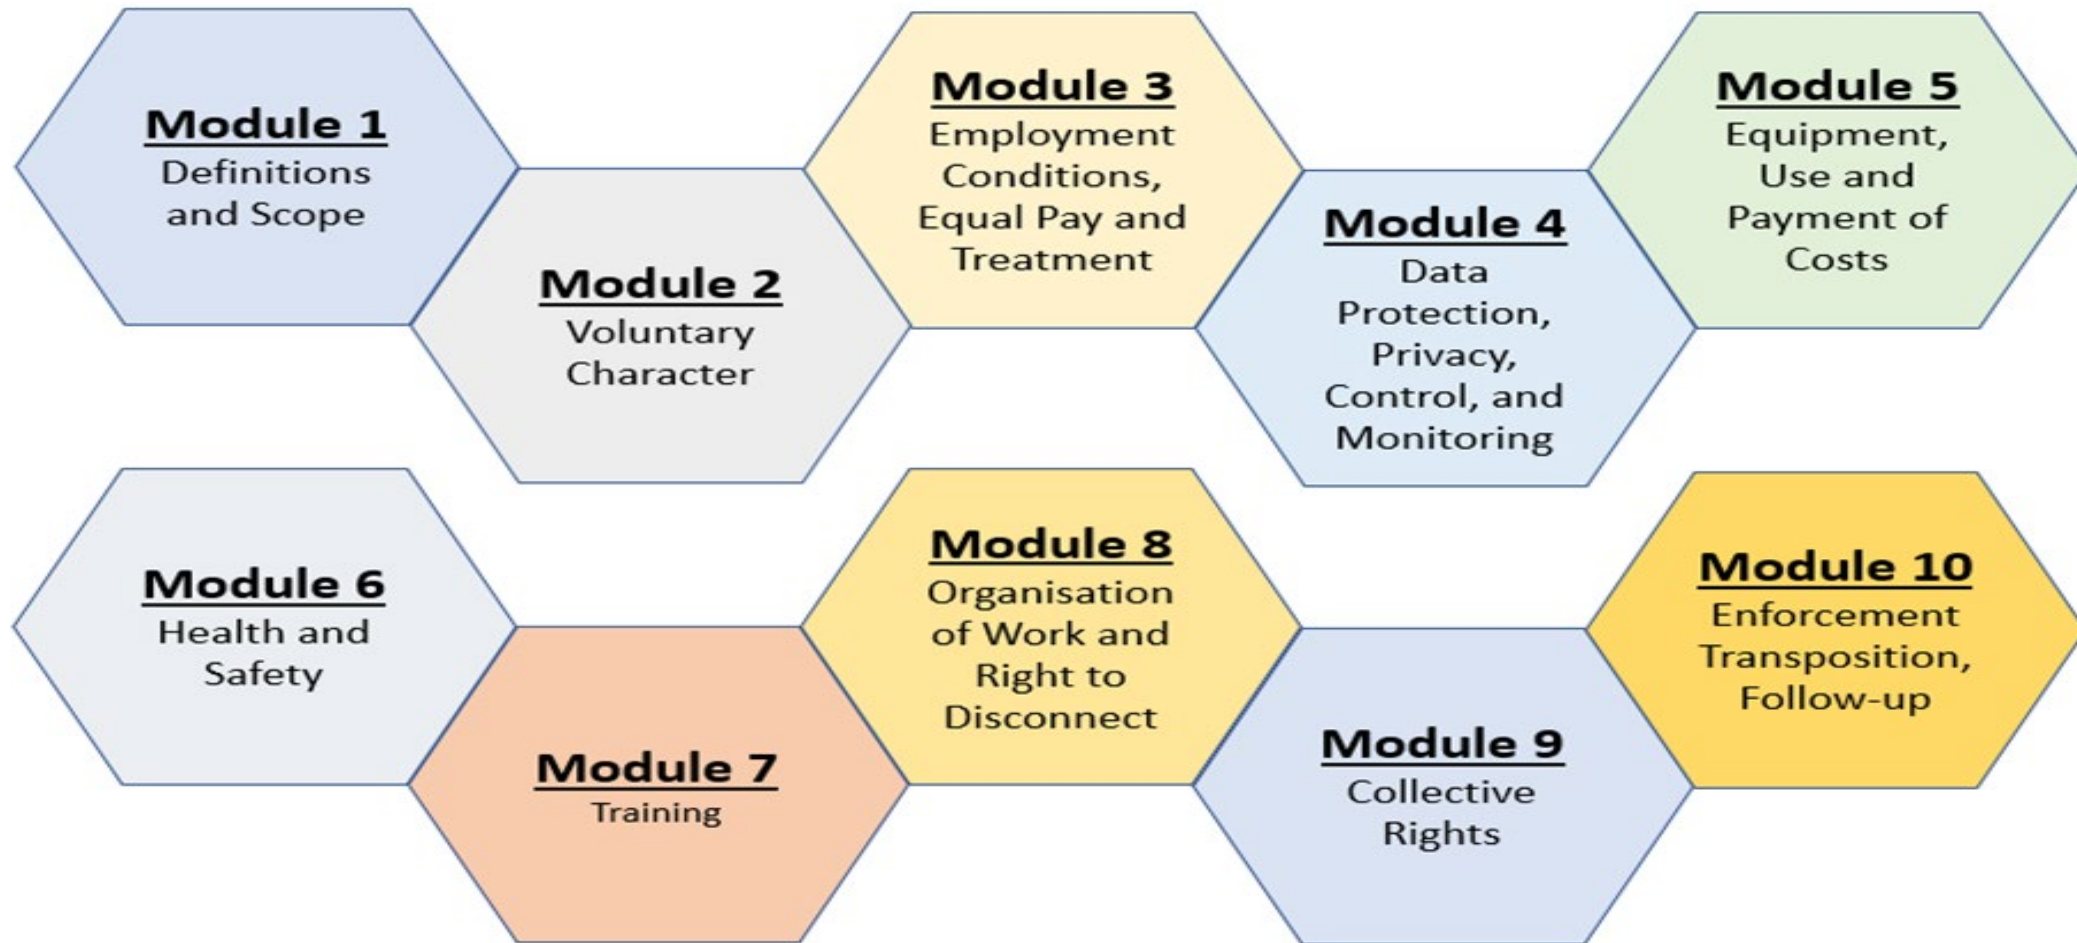 Module 1
Definitions
and Scope
Module 2
Voluntary
Character
Module 3
Employment
Conditions,
Equal Pay and
Treatment
Module 4
Data
Protection,
Privacy,
Control, and
Monitoring
Module 5
Equipment,
Use and
Payment of
Costs
Module 6
Health and
Safety
Module 7
Training
Module 8
Organisation
of Work and
Right to
Disconnect
Module 9
Collective
Rights
Module 10
Enforcement
Transposition,
Follow-up